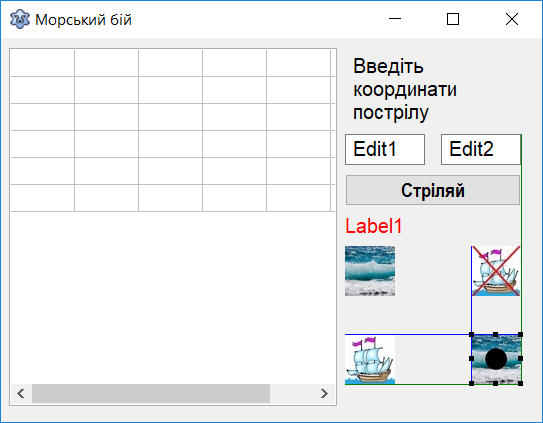 Морський бій
Введіть
координати
пострілу
Edit1 Edit2
Стріляй
Label1